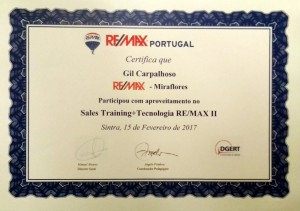 RE/MAX PORTUGAL
Certifica que
Gil Carpalhoso
RE/MAX - Miraflores
Participou com aproveitamento no
Sales Training+Tecnologia RE/MAX II
Sintra, 15 de Fevereiro de 2017
DGERT